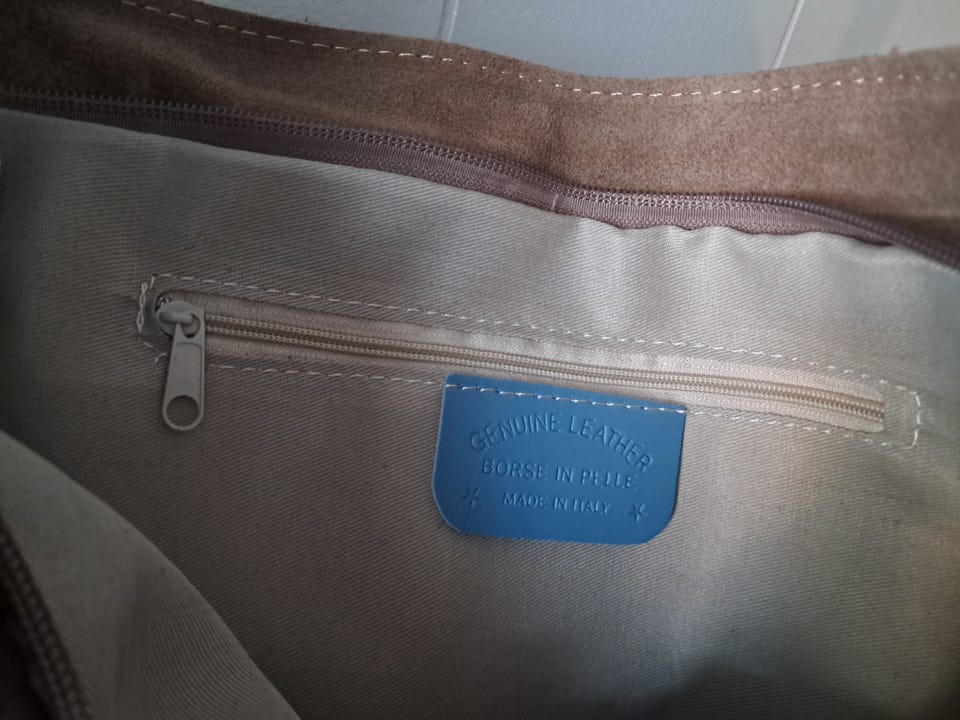 GENUINE LEATHER
BORSE IN PELLE
MADE IN ITALY